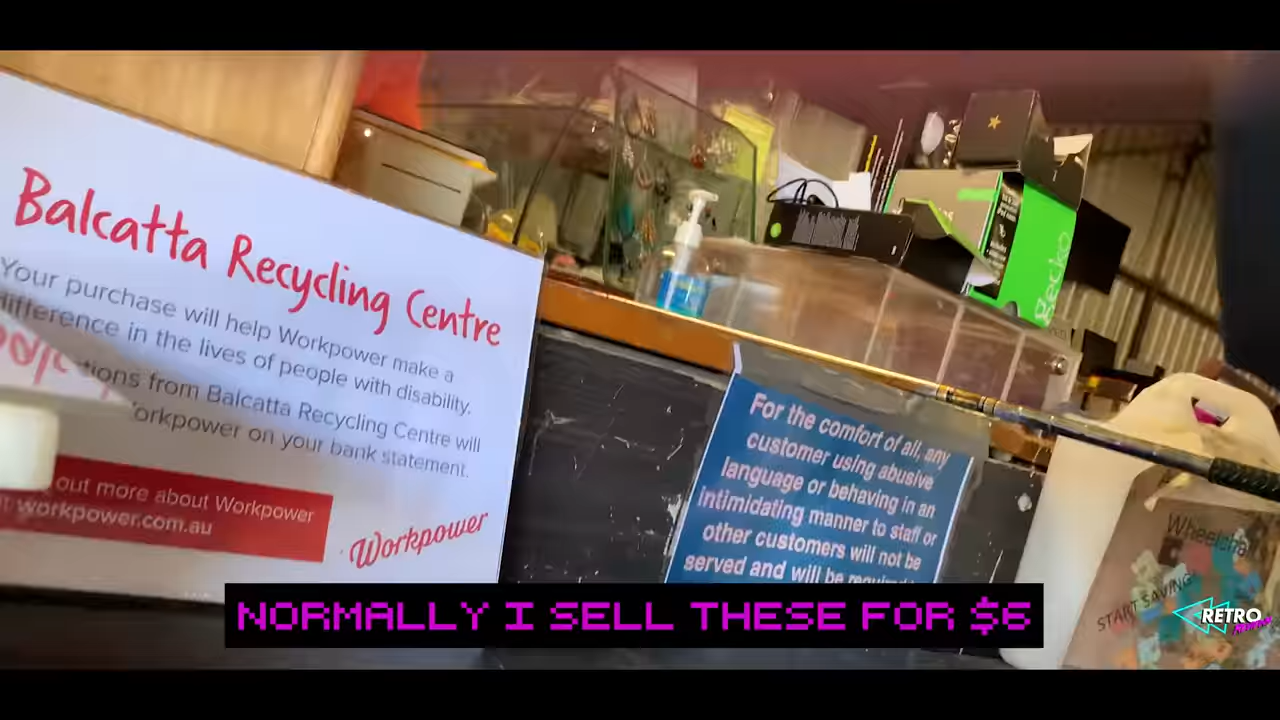 Balcatta Recycling Centre
Your purchase will help Workpower make a
difference in the lives of people with disability.
from Balcatta Recycling Centre will
on your bank statement.
out more about Workpower
workpower.com.au
Workpower
For the comfort of all, any
customer using abusive
language or behaving in an
intimidating manner to staff or
other customers will not be
served and will be
gecko
Wheelchair
START SAVING!
NORMALLY I SELL THESE FOR $6
RETRO